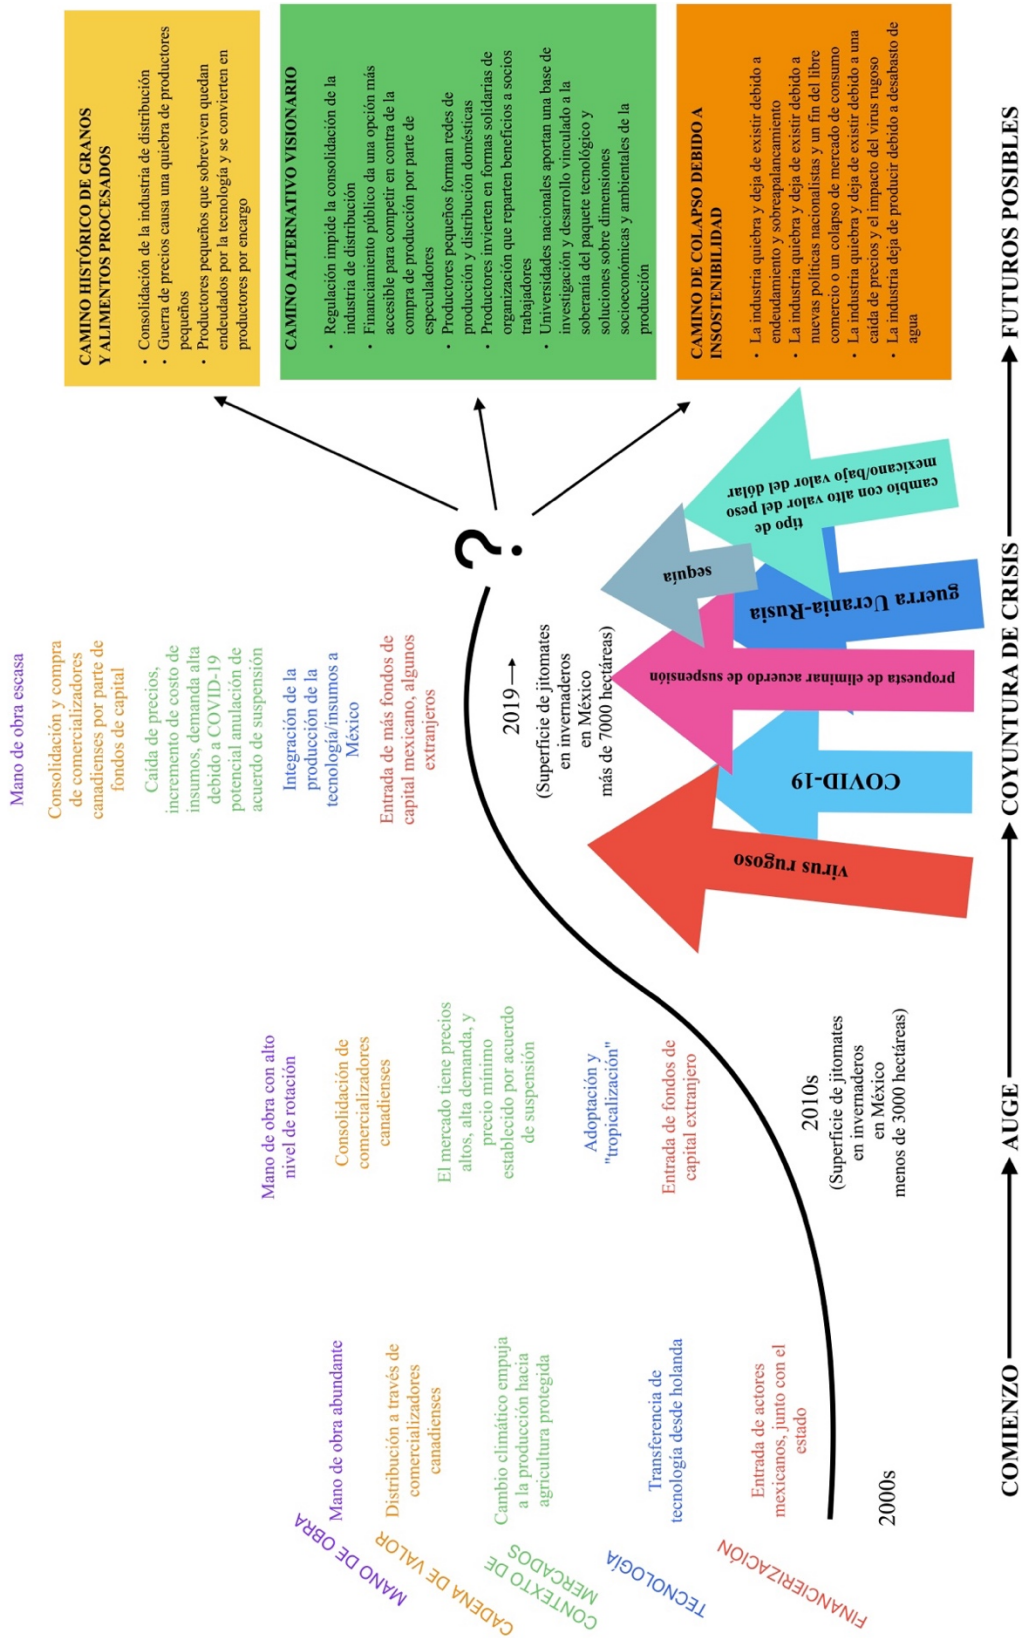 MANO DE OBRA
CADENA DE VALOR
CONTEXTO DE
MERCADOS
TECNOLOGÍA
FINANCIERIZACIÓN
Mano de obra abundante
Distribución a través de
comercializadores
canadienses
Cambio climático empuja
a la producción hacia
agricultura protegida
Transferencia de
tecnología desde holanda
Entrada de actores
mexicanos, junto con el
estado
2000s
Mano de obra con alto
nivel de rotación
Consolidación de
comercializadores
canadienses
El mercado tiene precios
altos, alta demanda, y
precio mínimo
establecido por acuerdo
de suspensión
Adoptación y
"tropicalización"
Entrada de fondos de
capital extranjero
2010s
(Superficie de jitomates
en invernaderos
en México
menos de 3000 hectáreas)
Mano de obra escasa
Consolidación y compra
de comercializadores
canadienses por parte de
fondos de capital
Caida de precios,
incremento de costo de
insumos, demanda alta
debido a COVID-19
potencial anulación de
acuerdo de suspensión
Integración de la
producción de la
tecnología/insumos a
México
Entrada de más fondos de
capital mexicano, algunos
extranjeros
2019
(Superficie de jitomates
en invernaderos
en México
más de 7000 hectáreas)
?
virus rugoso
COVID-19
propuesta de eliminar acuerdo de suspensión
guerra Ucrania-Rusia
sequía
tipo de
cambio con alto valor del peso
mexicano/bajo valor del dólar
CAMINO HISTÓRICO DE GRANOS
Y ALIMENTOS PROCESADOS
• Consolidación de la industria de distribución
• Guerra de precios causa una quiebra de productores
pequeños
• Productores pequeños que sobreviven quedan
endeudados por la tecnología y se convierten en
productores por encargo
CAMINO ALTERNATIVO VISIONARIO
• Regulación impide la consolidación de la
industria de distribución
• Financiamiento público da una opción más
accesible para competir en contra de la
compra de producción por parte de
especuladores
• Productores pequeños forman redes de
producción y distribución domésticas
• Productores invierten en formas solidarias de
organización que reparten beneficios a socios
trabajadores
• Universidades nacionales aportan una base de
investigación y desarrollo vinculado a la
soberanía del paquete tecnológico y
soluciones sobre dimensiones
socioeconómicas y ambientales de la
producción
CAMINO DE COLAPSO DEBIDO A
INSOSTENIBILIDAD
• La industria quiebra y deja de existir debido a
endeudamiento y sobreapalancamiento
• La industria quiebra y deja de existir debido a
nuevas políticas nacionalistas y un fin del libre
comercio o un colapso de mercado de consumo
• La industria quiebra y deja de existir debido a una
caída de precios y el impacto del virus rugoso
• La industria deja de producir debido a desabasto de
agua
COMIENZO
AUGE
COYUNTURA DE CRISIS
FUTUROS POSIBLES